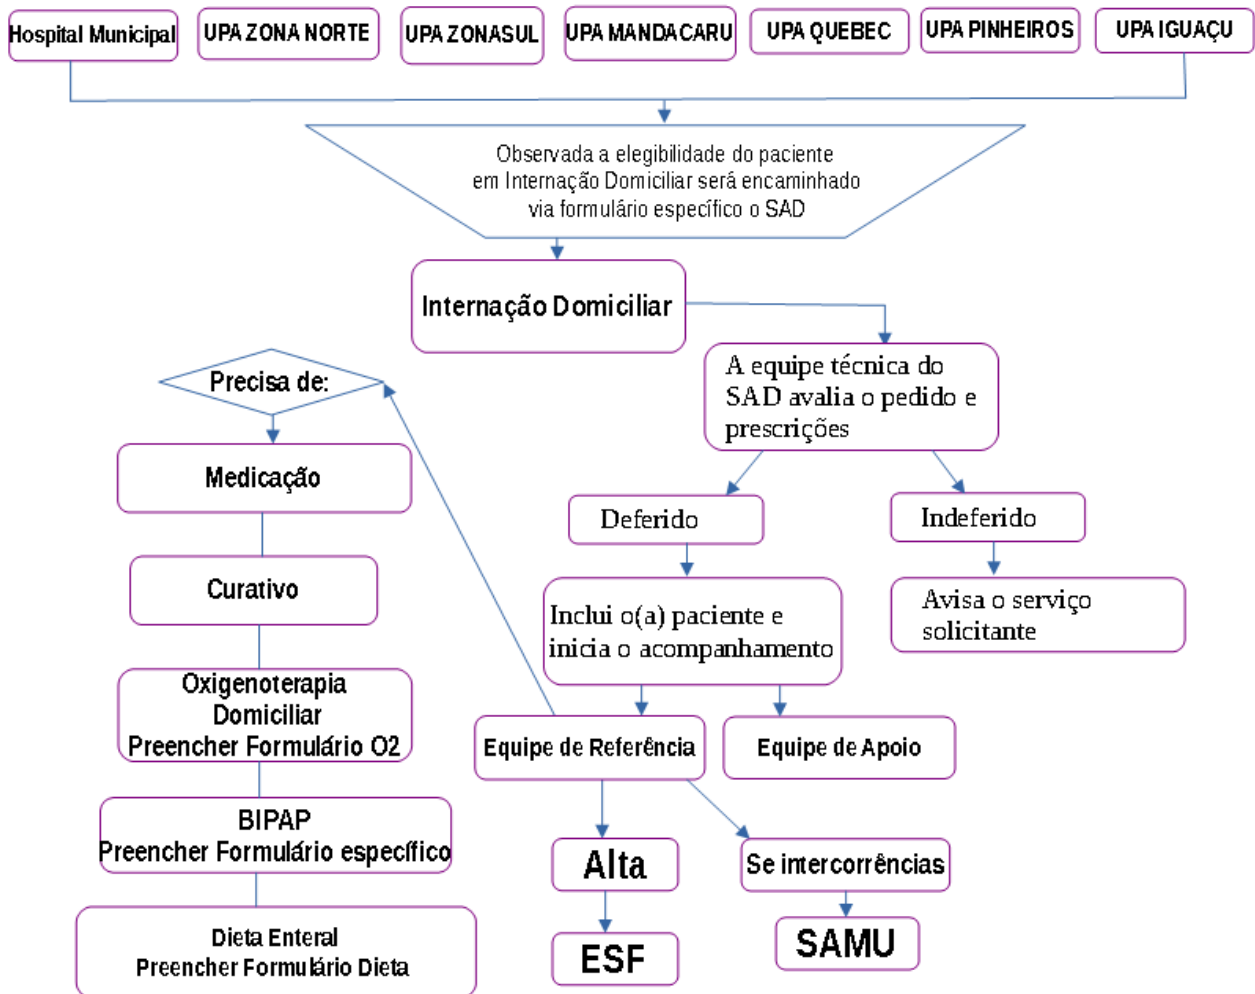 Hospital Municipal
UPA ZONA NORTE
UPA ZONASUL
UPA MANDACARU
UPA QUEBEC
UPA PINHEIROS
UPA IGUAÇU
Observada a elegibilidade do paciente
em Internação Domiciliar será encaminhado
via formulário específico o SAD
Internação Domiciliar
A equipe técnica do
SAD avalia o pedido e
prescrições
Precisa de:
Medicação
Curativo
Oxigenoterapia
Domiciliar
Preencher Formulário O2
BIPAP
Preencher Formulário específico
Dieta Enteral
Preencher Formulário Dieta
Deferido
Indeferido
Inclui o(a) paciente e
inicia o acompanhamento
Avisa o serviço
solicitante
Equipe de Referência
Equipe de Apoio
Alta
Se intercorrências
ESF
SAMU